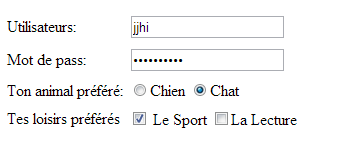 Utilisateurs: jjhi
Mot de pass: ••••••••••
Ton animal préféré: Chien Chat
Tes loisirs préférés Le Sport La Lecture